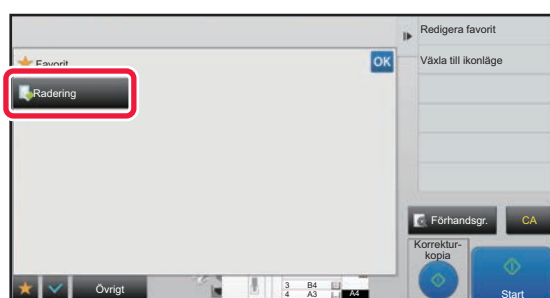 Redigera favorit
Favorit
OK
Växla till ikonläge
Radering
Förhandsgr.
CA
Korrektur-
kopia
Övrigt
3 B4
4 A3
A4
Start